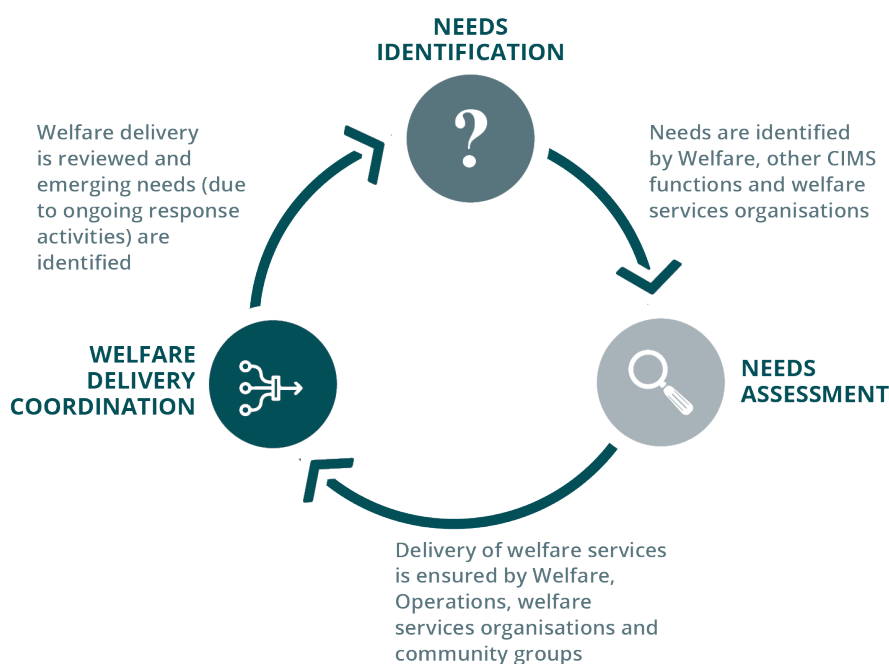 NEEDS
IDENTIFICATION
?
Needs are identified
by Welfare, other CIMS
functions and welfare
services organisations
NEEDS
ASSESSMENT
Delivery of welfare services
is ensured by Welfare,
Operations, welfare
services organisations and
community groups
WELFARE
DELIVERY
COORDINATION
Welfare delivery
is reviewed and
emerging needs (due
to ongoing response
activities) are
identified